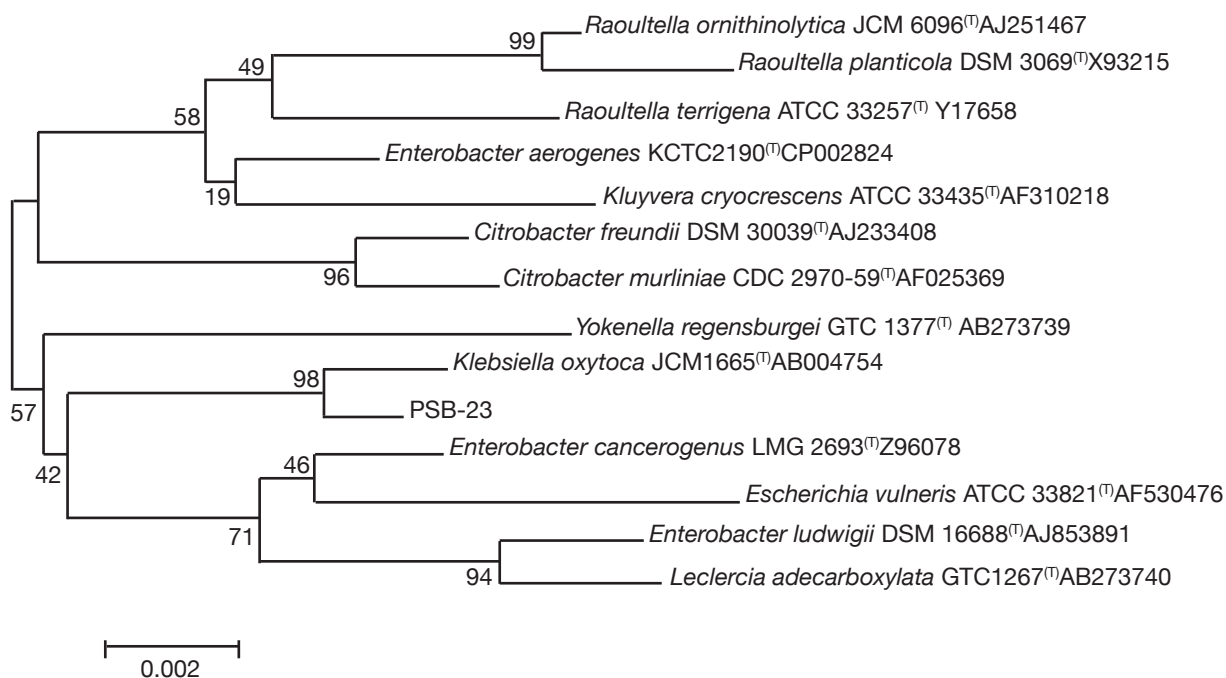 Raoultella ornithinolytica JCM 6096(T)AJ251467
99
Raoultella planticola DSM 3069(T)X93215
49
Raoultella terrigena ATCC 33257(T) Y17658
58
Enterobacter aerogenes KCTC2190(T)CP002824
19
Kluyvera cryocrescens ATCC 33435(T)AF310218
Citrobacter freundii DSM 30039(T)AJ233408
96
Citrobacter murliniae CDC 2970-59(T)AF025369
Yokenella regensburgei GTC 1377(T) AB273739
Klebsiella oxytoca JCM1665(T)AB004754
98
57
PSB-23
Enterobacter cancerogenus LMG 2693(T)Z96078
46
42
Escherichia vulneris ATCC 33821(T)AF530476
71
Enterobacter ludwigii DSM 16688(T)AJ853891
94
Leclercia adecarboxylata GTC1267(T)AB273740
0.002